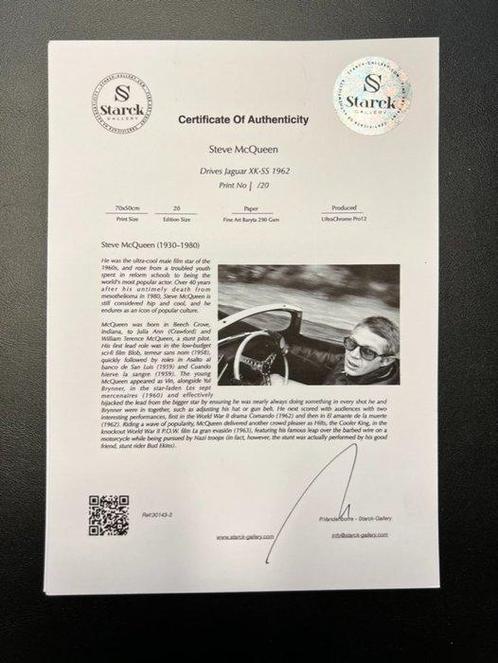 STARCK-GALLERY.COM
Starck
GALLERY
Starck
GALLERY
Certificate Of Authenticity
Steve McQueen
Drives Jaguar XK-SS 1962
Print No 1 /20
70x50cm
20
Paper
Produced
Print Size
Edition Size
Fine Art Baryta 290 Gsm
UltraChrome Pro12
Steve McQueen (1930–1980)
He was the ultra-cool male film star of the
1960s, and rose from a troubled youth
spent in reform schools to being the
world's most popular actor. Over 40 years
after his untimely death from
mesothelioma in 1980, Steve McQueen is
still considered hip and cool, and he
endures as an icon of popular culture.
McQueen was born in Beech Grove,
Indiana, to Julia Ann (Crawford) and
William Terence McQueen, a stunt pilot.
His first lead role was in the low-budget
sci-fi film Blob, terreur sans nom (1958),
quickly followed by roles in Asalto al
banco de San Luis (1959) and Cuando
hierve la sangre (1959). The young
McQueen appeared as Vin, alongside Yul
Brynner, in the star-laden Les sept
mercenaires (1960) and effectively
hijacked the lead from the bigger star by ensuring he was nearly always doing something in every shot he and
Brynner were in together, such as adjusting his hat or gun belt. He next scored with audiences with two
interesting performances, first in the World War II drama Comando (1962) and then in El amante de la muerte
(1962). Riding a wave of popularity, McQueen delivered another crowd pleaser as Hilts, the Cooler King, in the
knockout World War II P.O.W. film La gran evasión (1963), featuring his famous leap over the barbed wire on a
motorcycle while being pursued by Nazi troops (in fact, however, the stunt was actually performed by his good
friend, stunt rider Bud Ekins).
Ref:30143-2
P.Vanderborre - Starck-Gallery
www.starck-gallery.com
info@starck-gallery.com